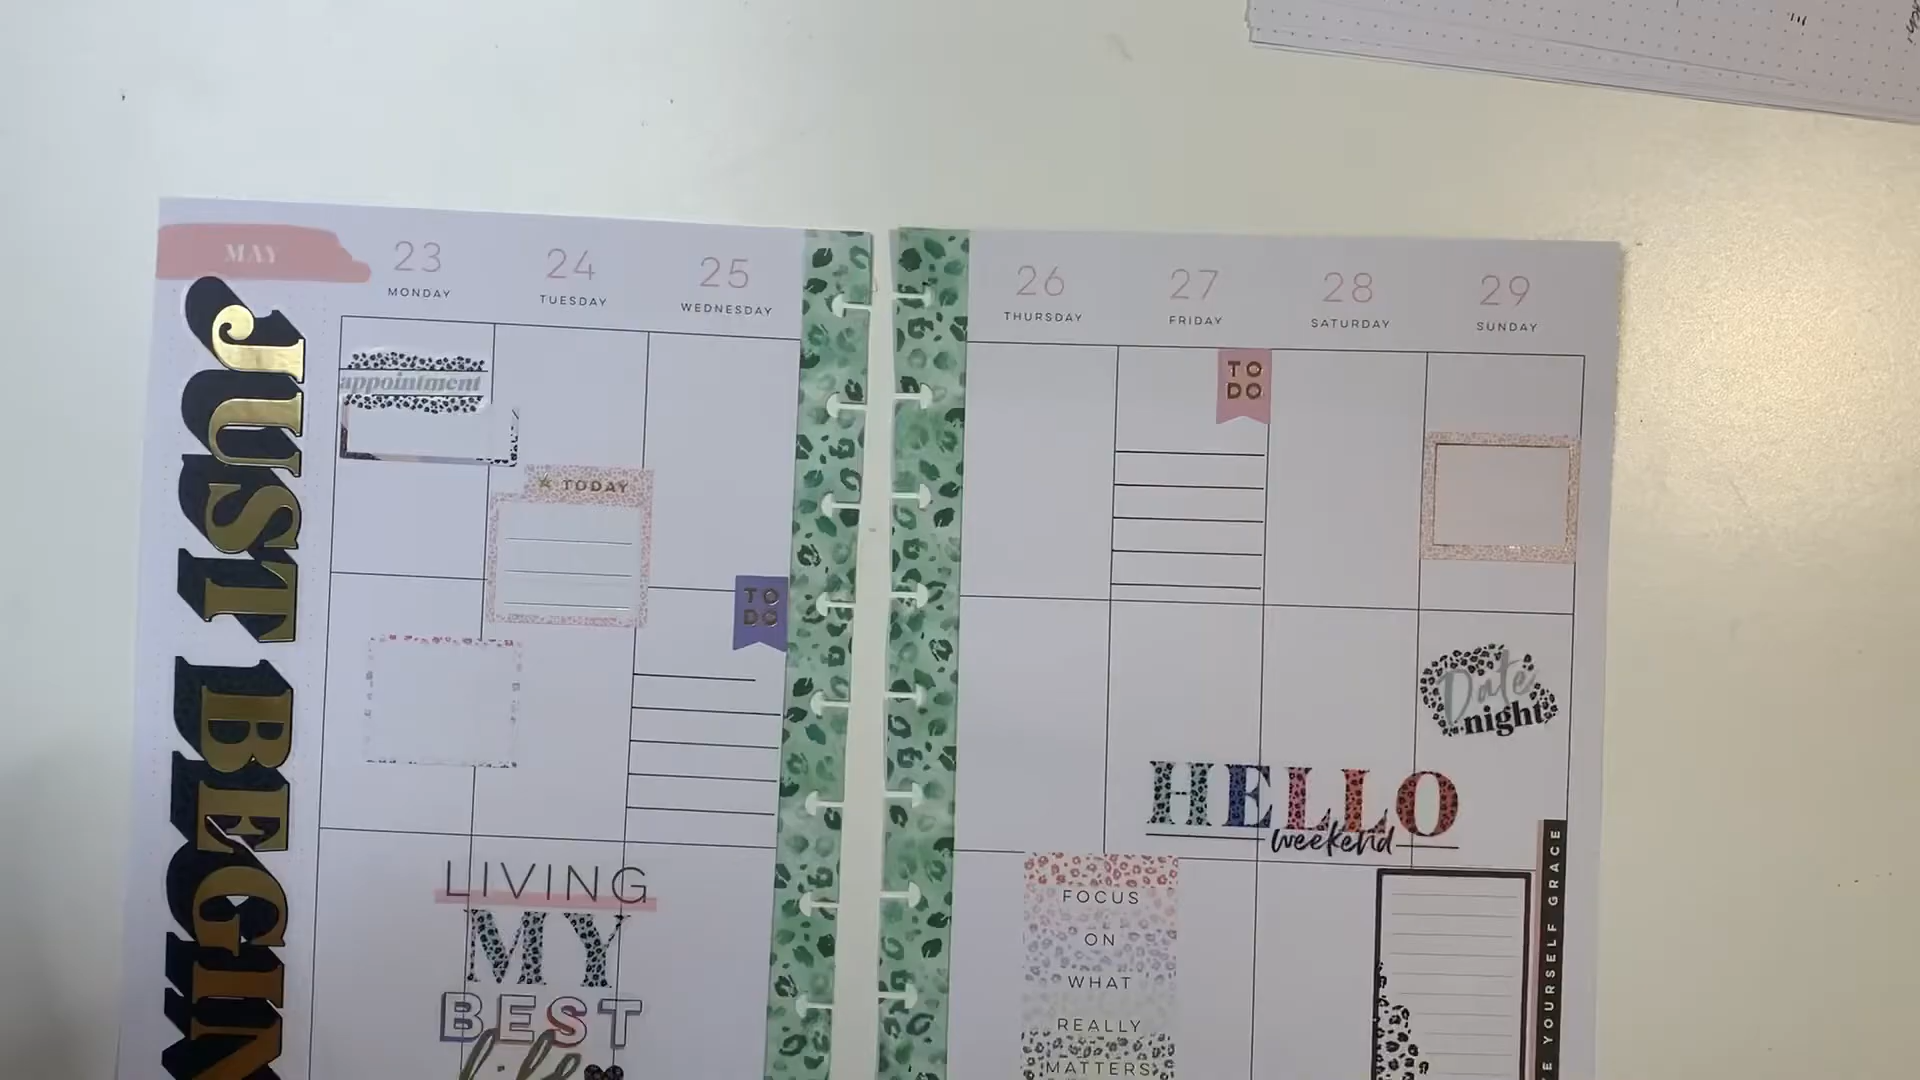 MAY
23
MONDAY
24
TUESDAY
25
WEDNESDAY
26
THURSDAY
27
FRIDAY
28
SATURDAY
29
SUNDAY
JUST BEGIN
appointment
TODAY
TO
DO
TO
DO
Date
night
HELLO
weekend
LIVING
MY
BEST
life
FOCUS
ON
WHAT
REALLY
MATTERS
YOURSELF GRACE